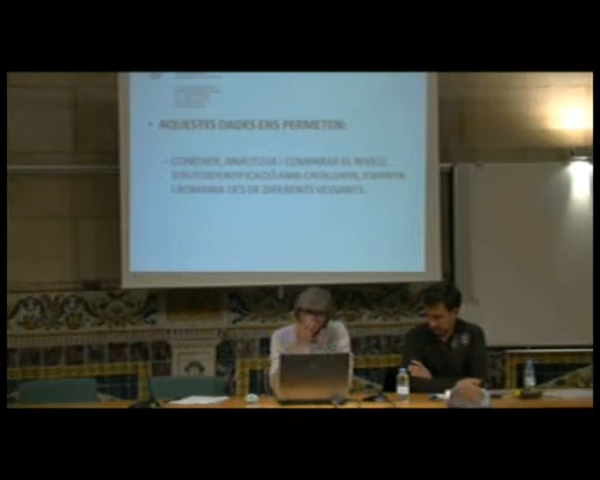 • AQUESTES DADES ENS PERMETEN:
- CONÈIXER, ANALITZAR I COMPARAR EL NIVELL
D'AUTOIDENTIFICACIÓ AMB CATALUNYA, ESPANYA
I ROMANIA DES DE DIFERENTS VESSANTS.